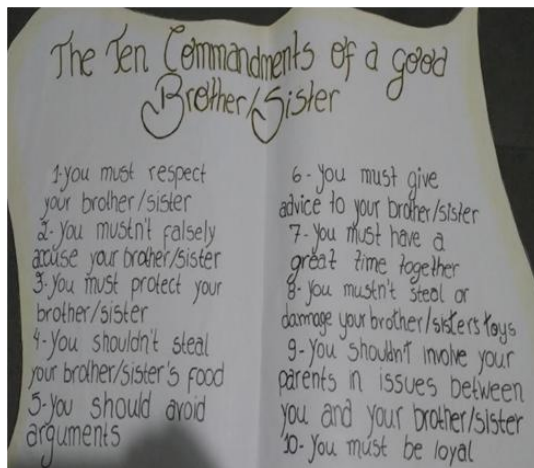 The Ten Commandments of a good
Brother/Sister
1-you must respect
your brother/sister
2-you mustn't falsely
accuse your brother/sister
3-you must protect your
brother/sister
4-you shouldn't steal
your brother/sister's food
5-you should avoid
arguments
6-you must give
advice to your brother/sister
7-you must have a
great time together
8-you mustn't steal or
damage your brother/sister's toys
9-you shouldn't involve your
parents in issues between
you and your brother/sister
10-you must be loyal